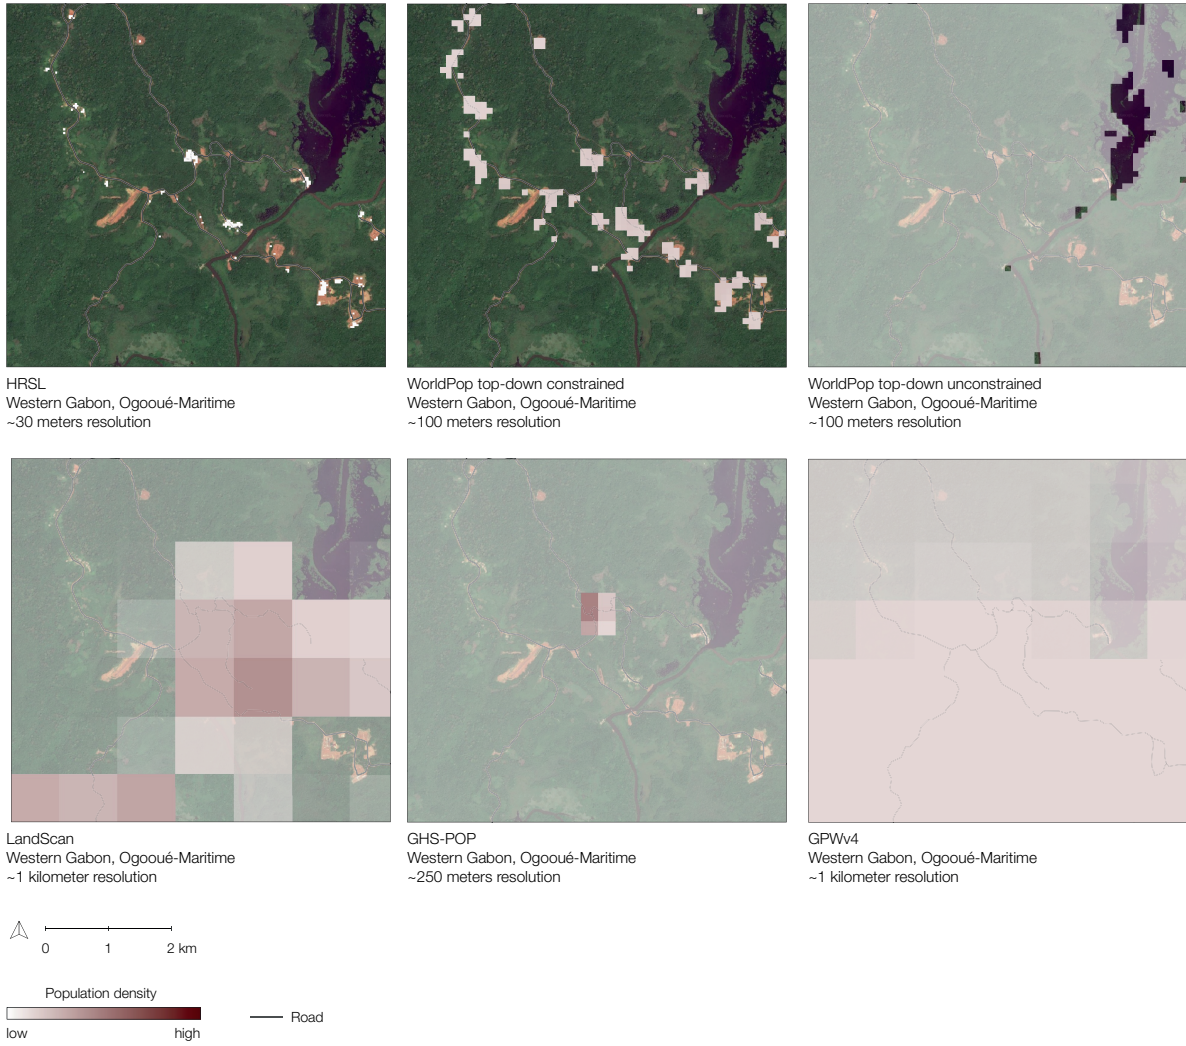 HRSL
Western Gabon, Ogooué-Maritime
~30 meters resolution
WorldPop top-down constrained
Western Gabon, Ogooué-Maritime
~100 meters resolution
WorldPop top-down unconstrained
Western Gabon, Ogooué-Maritime
~100 meters resolution
LandScan
Western Gabon, Ogooué-Maritime
~1 kilometer resolution
GHS-POP
Western Gabon, Ogooué-Maritime
~250 meters resolution
GPWv4
Western Gabon, Ogooué-Maritime
~1 kilometer resolution
0 1 2 km
Population density
low high
Road